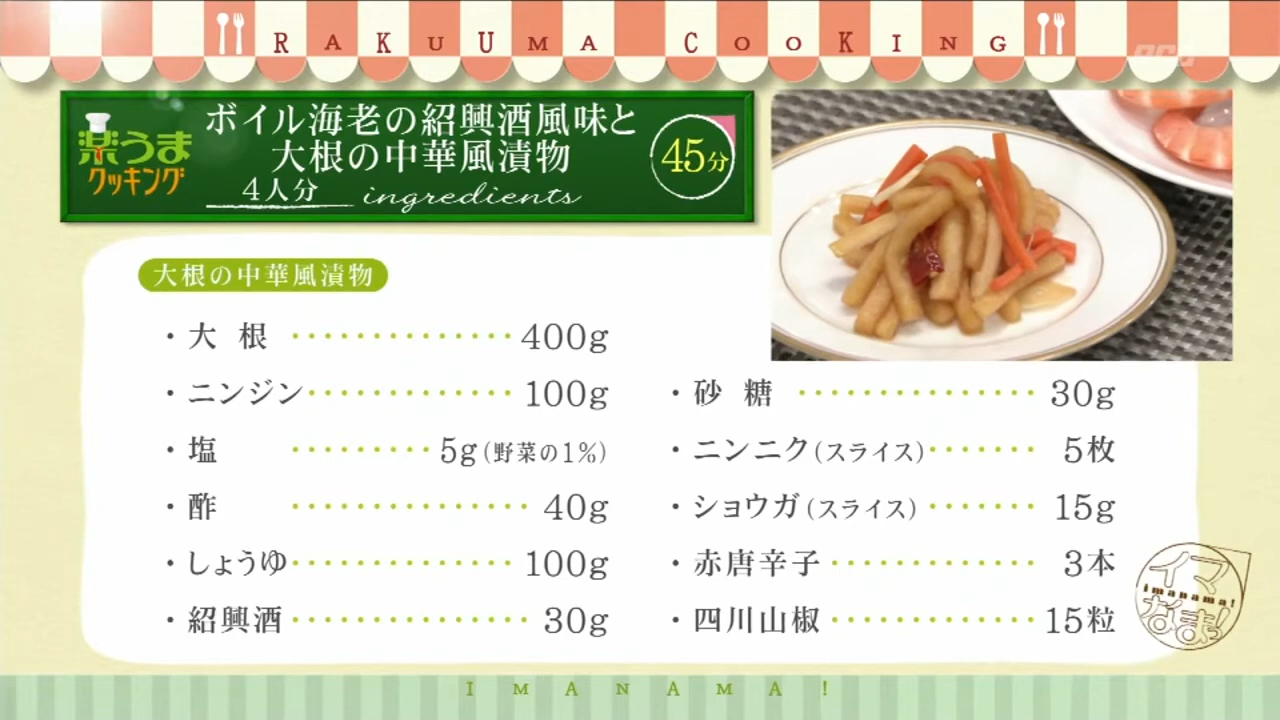 RAKUUMA COOKING
楽うま
クッキング
ボイル海老の紹興酒風味と
大根の中華風漬物
4人分 ingredients
45分
大根の中華風漬物
・大根 400g
・ニンジン 100g
・塩 5g(野菜の1%)
・酢 40g
・しょうゆ 100g
・紹興酒 30g
・砂糖 30g
・ニンニク(スライス) 5枚
・ショウガ(スライス) 15g
・赤唐辛子 3本
・四川山椒 15粒
イマ
imanama!
なまっ!
IMANAMA!